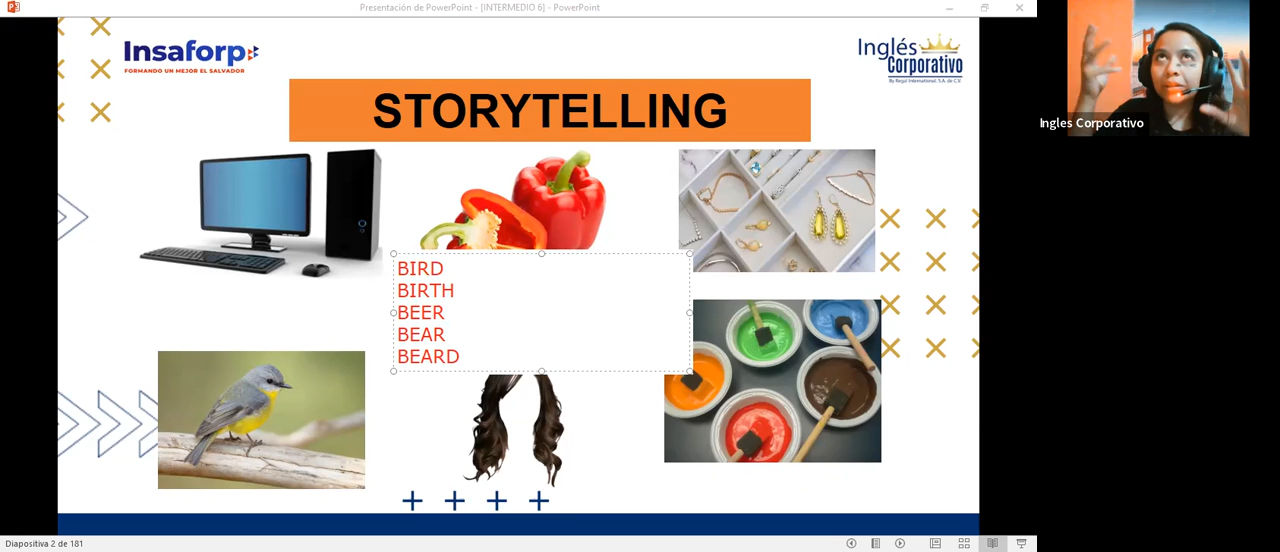 Presentación de PowerPoint - [INTERMEDIO 6] - PowerPoint
Insaforp
FORMANDO UN MEJOR EL SALVADOR
Inglés
Corporativo
By Regal International, S.A. de C.V.
STORYTELLING
BIRD
BIRTH
BEER
BEAR
BEARD
Ingles Corporativo
Diapositiva 2 de 181